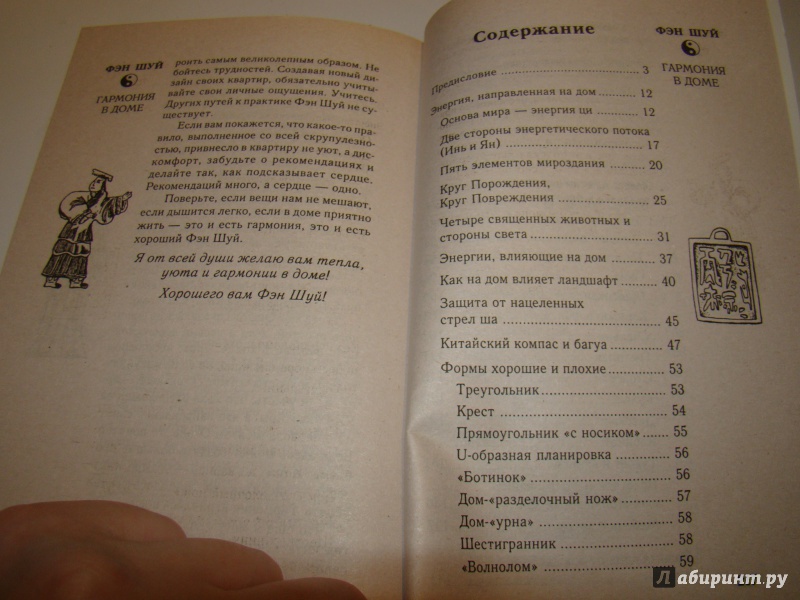 ФЭН ШУЙ
ГАРМОНИЯ
В ДОМЕ
роить самым великолепным образом. Не
бойтесь трудностей. Создавая новый ди-
зайн своих квартир, обязательно учиты-
вайте свои личные ощущения. Учитесь.
Других путей к практике Фэн Шуй не су-
ществует.
Если вам покажется, что какое-то пра-
вило, выполненное со всей скрупулезно-
стью, привнесло в квартиру не уют, а дис-
комфорт, забудьте о рекомендациях и
делайте так, как подсказывает сердце.
Рекомендаций много, а сердце — одно.
Поверьте, если вещи нам не мешают,
если дышится легко, если в доме приятно
жить — это и есть гармония, это и есть
хороший Фэн Шуй.
Я от всей души желаю вам тепла,
уюта и гармонии в доме!
Хорошего вам Фэн Шуй!
Содержание
ФЭН ШУЙ
ГАРМОНИЯ
В ДОМЕ
Предисловие 3
Энергия, направленная на дом 12
Основа мира — энергия ци 12
Две стороны энергетического потока
(Инь и Ян) 17
Пять элементов мироздания 20
Круг Порождения,
Круг Повреждения 25
Четыре священных животных и
стороны света 31
Энергии, влияющие на дом 37
Как на дом влияет ландшафт 40
Защита от нацеленных
стрел ша 45
Китайский компас и багуа 47
Формы хорошие и плохие 53
Треугольник 53
Крест 54
Прямоугольник «с носиком» 55
U-образная планировка 56
«Ботинок» 56
Дом-«разделочный нож» 57
Дом-«урна» 58
Шестигранник 58
«Волнолом» 59
Лабиринт.ру